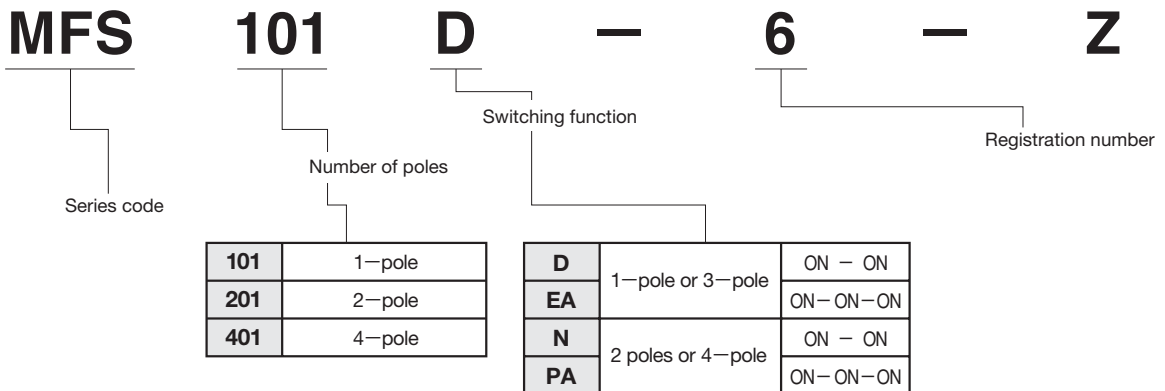 MFS 101 D － 6 － Z
Switching function
Registration number
Number of poles
Series code
101 1－pole
201 2－pole
401 4－pole
D 1－pole or 3－pole ON － ON
EA ON－ON－ON
N 2 poles or 4－pole ON － ON
PA ON－ON－ON